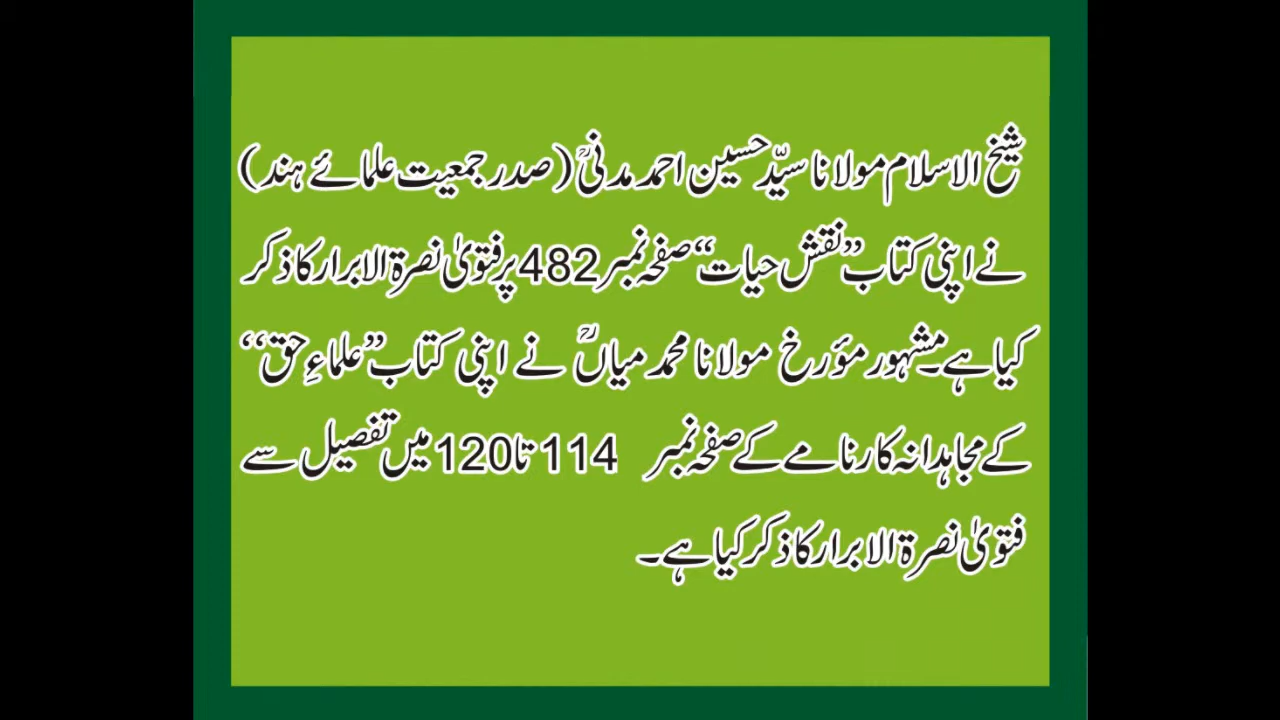 شیخ الاسلام مولانا سیّد حسین احمد مدنیؒ (صدر جمعیت علمائے ہند)
نے اپنی کتاب ”نقش حیات“ صفحہ نمبر 482 پر فتویٰ نصرۃ الابرار کا ذکر
کیا ہے۔ مشہور مؤرخ مولانا محمد میاںؒ نے اپنی کتاب ”علماءِ حق“
کے مجاہدانہ کارنامے کے صفحہ نمبر 114 تا 120 میں تفصیل سے
فتویٰ نصرۃ الابرار کا ذکر کیا ہے۔